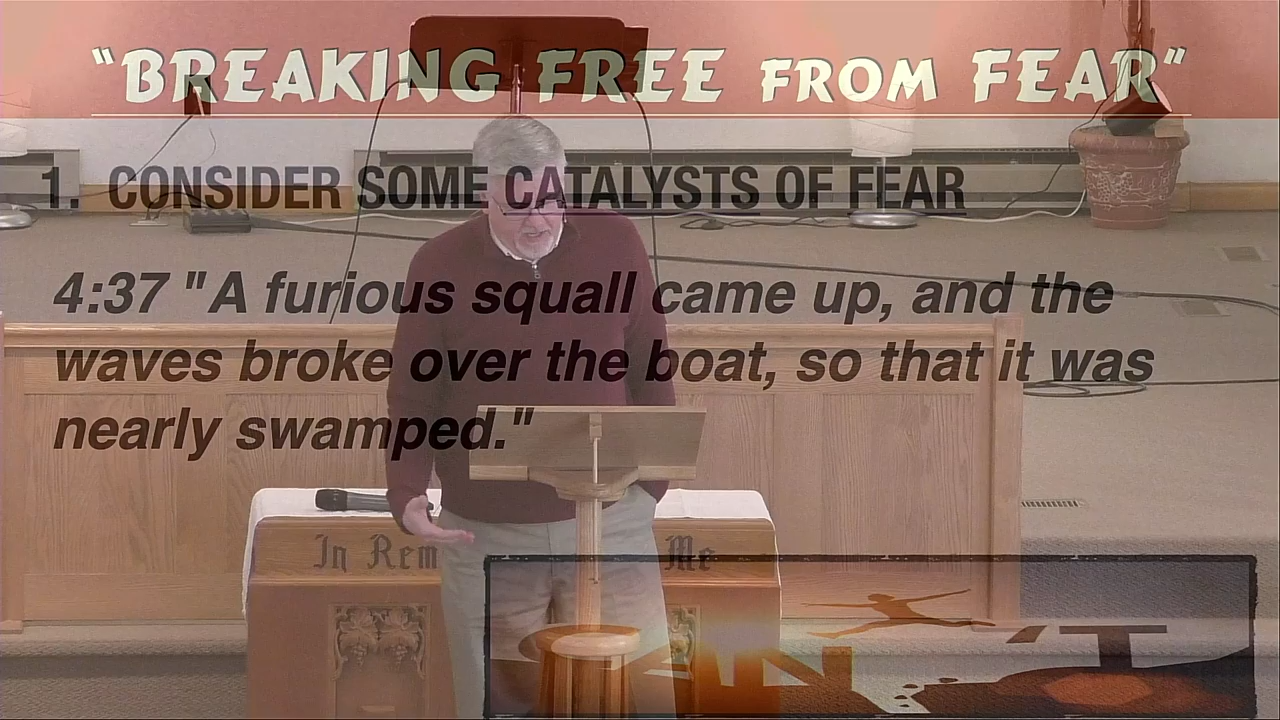 "BREAKING FREE FROM FEAR"
1. CONSIDER SOME CATALYSTS OF FEAR
4:37 "A furious squall came up, and the
waves broke over the boat, so that it was
nearly swamped."
In Rem Me
AN 'T